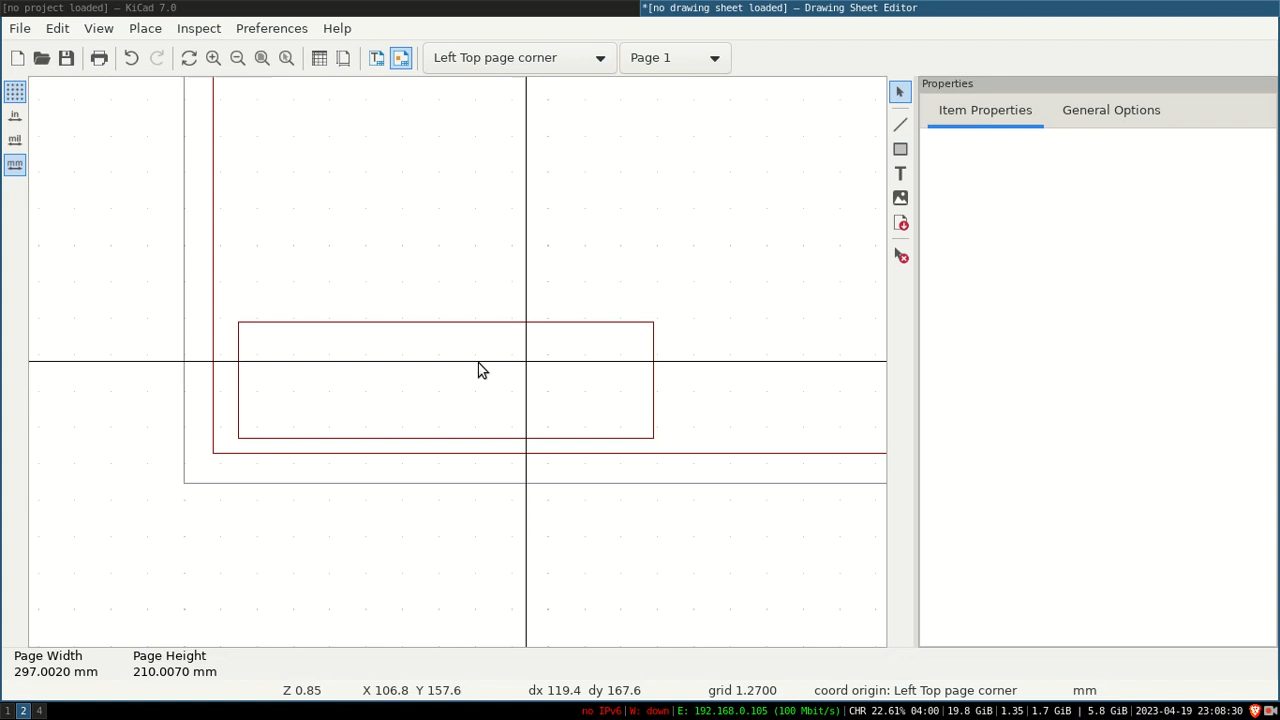 [no project loaded] — KiCad 7.0
*[no drawing sheet loaded] — Drawing Sheet Editor
File Edit View Place Inspect Preferences Help
Left Top page corner
Page 1
Properties
Item Properties
General Options
in
mil
mm
T
Page Width
297.0020 mm
Page Height
210.0070 mm
Z 0.85
X 106.8 Y 157.6
dx 119.4 dy 167.6
grid 1.2700
coord origin: Left Top page corner
mm
1 2 4
no IPv6|W: down|E: 192.168.0.105 (100 Mbit/s)|CHR 22.61% 04:00|19.8 GiB|1.35|1.7 GiB | 5.8 GiB|2023-04-19 23:08:30